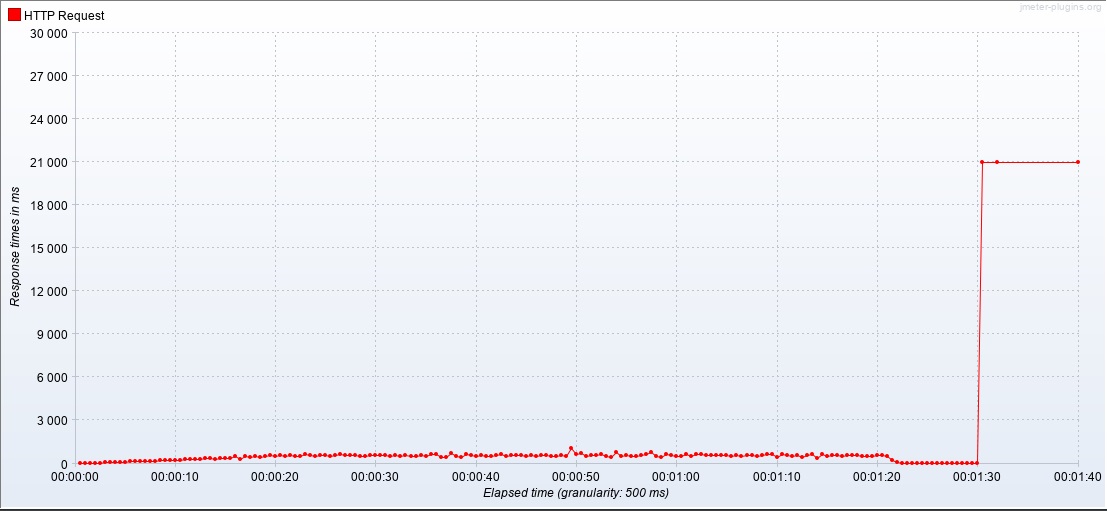 jmeter-plugins.org
HTTP Request
30 000
27 000
24 000
21 000
18 000
15 000
12 000
9 000
6 000
3 000
0
Response times in ms
00:00:00 00:00:10 00:00:20 00:00:30 00:00:40 00:00:50 00:01:00 00:01:10 00:01:20 00:01:30 00:01:40
Elapsed time (granularity: 500 ms)